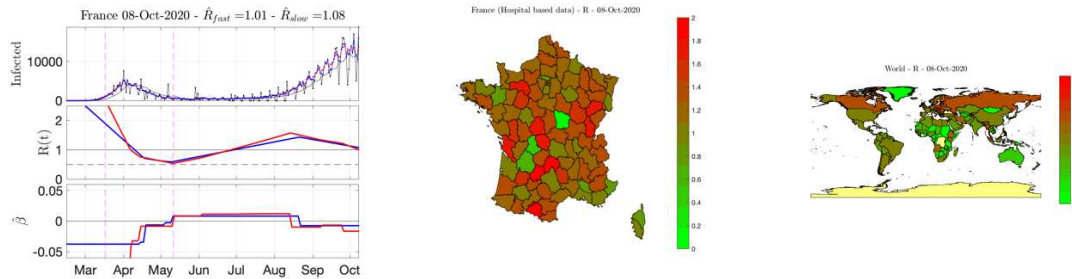 France 08-Oct-2020 - R̂fast =1.01 - R̂slow =1.08
Infected
10000
0
R(t)
2
1
0
β̂
0.05
0
-0.05
Mar Apr May Jun Jul Aug Sep Oct
France (Hospital based data) - R - 08-Oct-2020
2
1.8
1.6
1.4
1.2
1
0.8
0.6
0.4
0.2
0
World - R - 08-Oct-2020